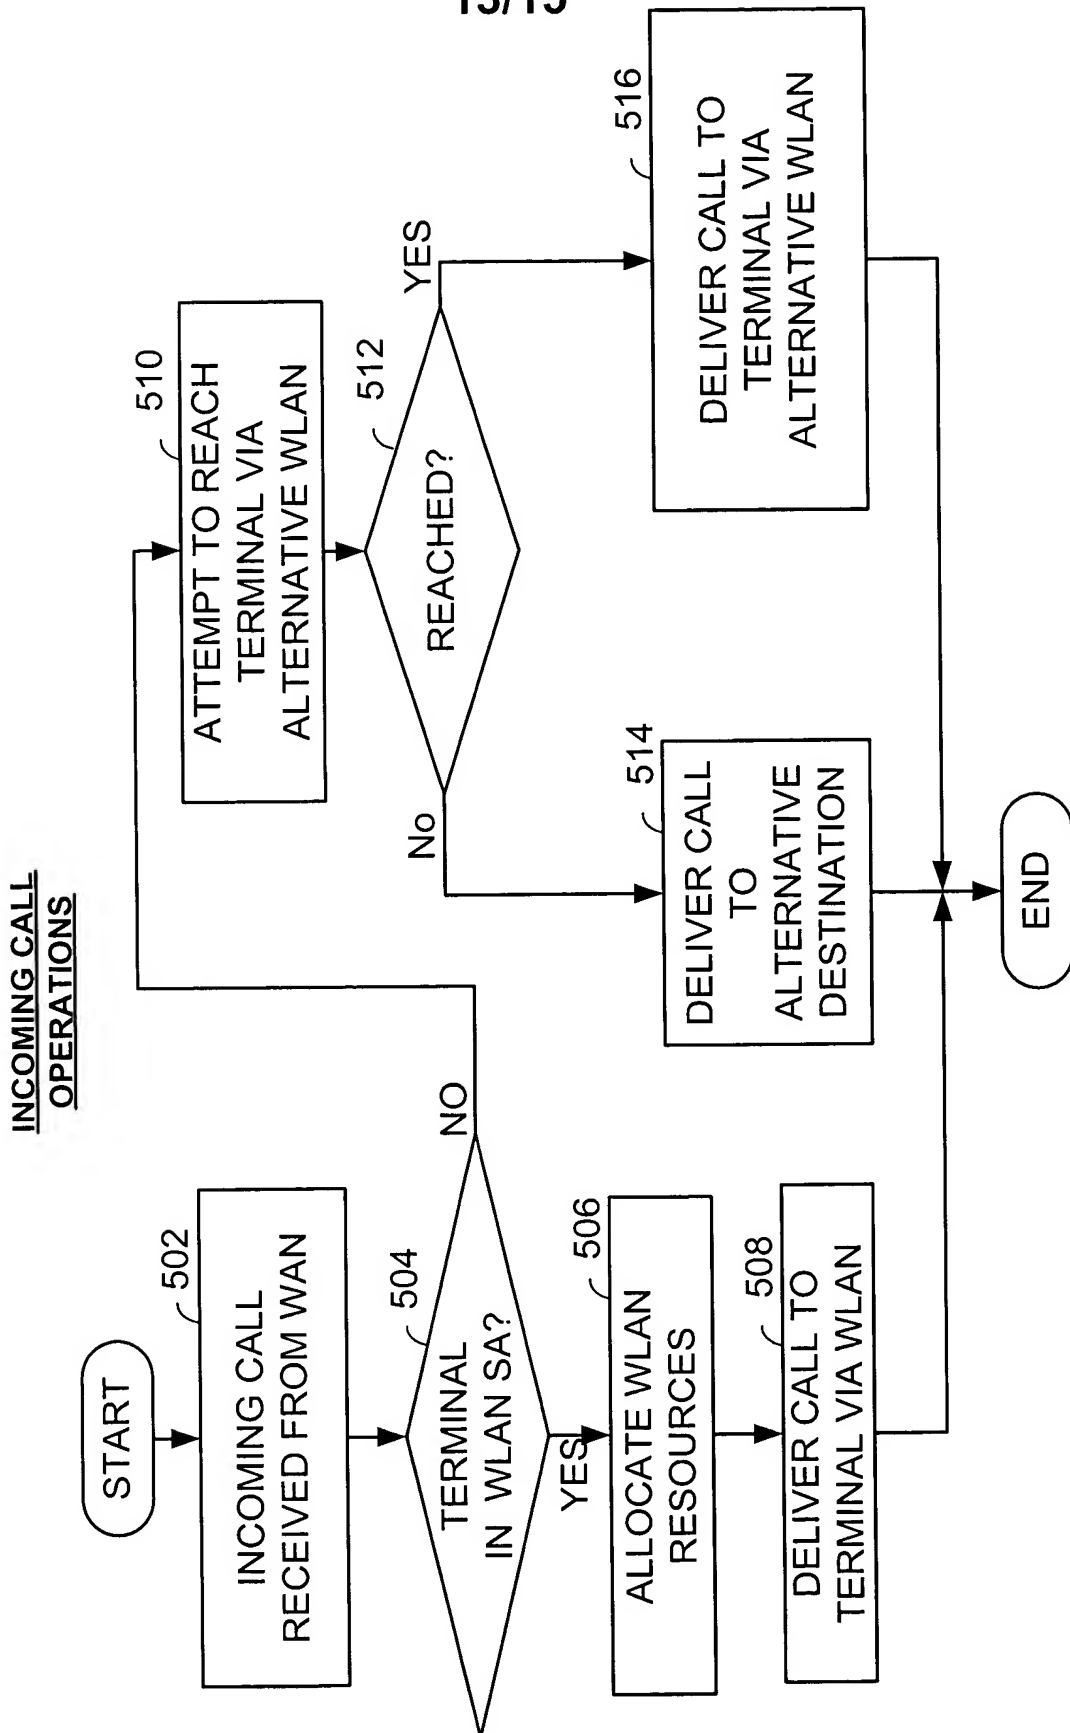 13/15
INCOMING CALL
OPERATIONS
START
502
INCOMING CALL
RECEIVED FROM WAN
504
TERMINAL
IN WLAN SA?
NO
YES
506
ALLOCATE WLAN
RESOURCES
508
DELIVER CALL TO
TERMINAL VIA WLAN
510
ATTEMPT TO REACH
TERMINAL VIA
ALTERNATIVE WLAN
512
REACHED?
No
YES
514
DELIVER CALL
TO
ALTERNATIVE
DESTINATION
516
DELIVER CALL TO
TERMINAL VIA
ALTERNATIVE WLAN
END